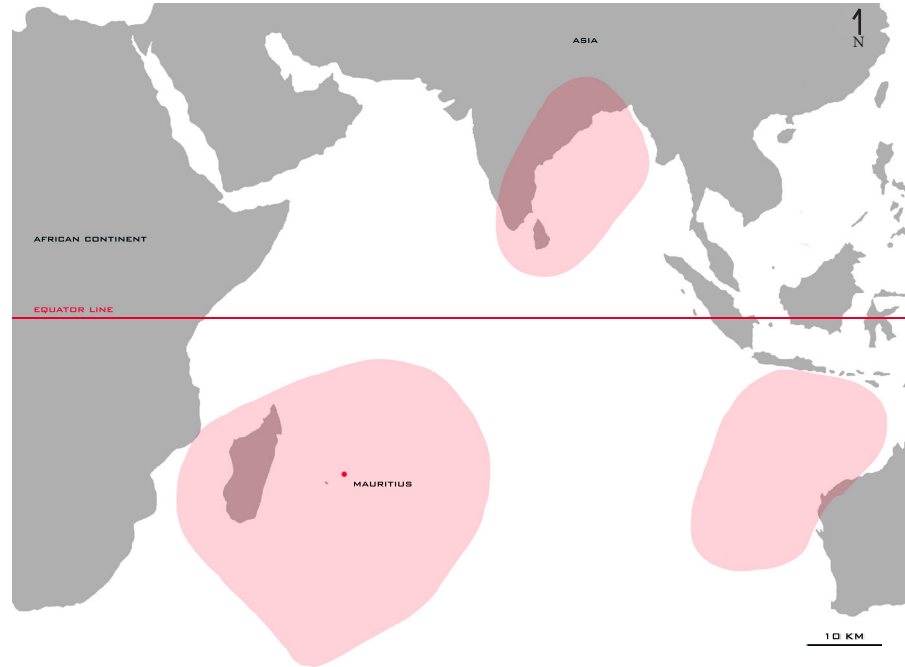 N
ASIA
AFRICAN CONTINENT
EQUATOR LINE
MAURITIUS
10 KM